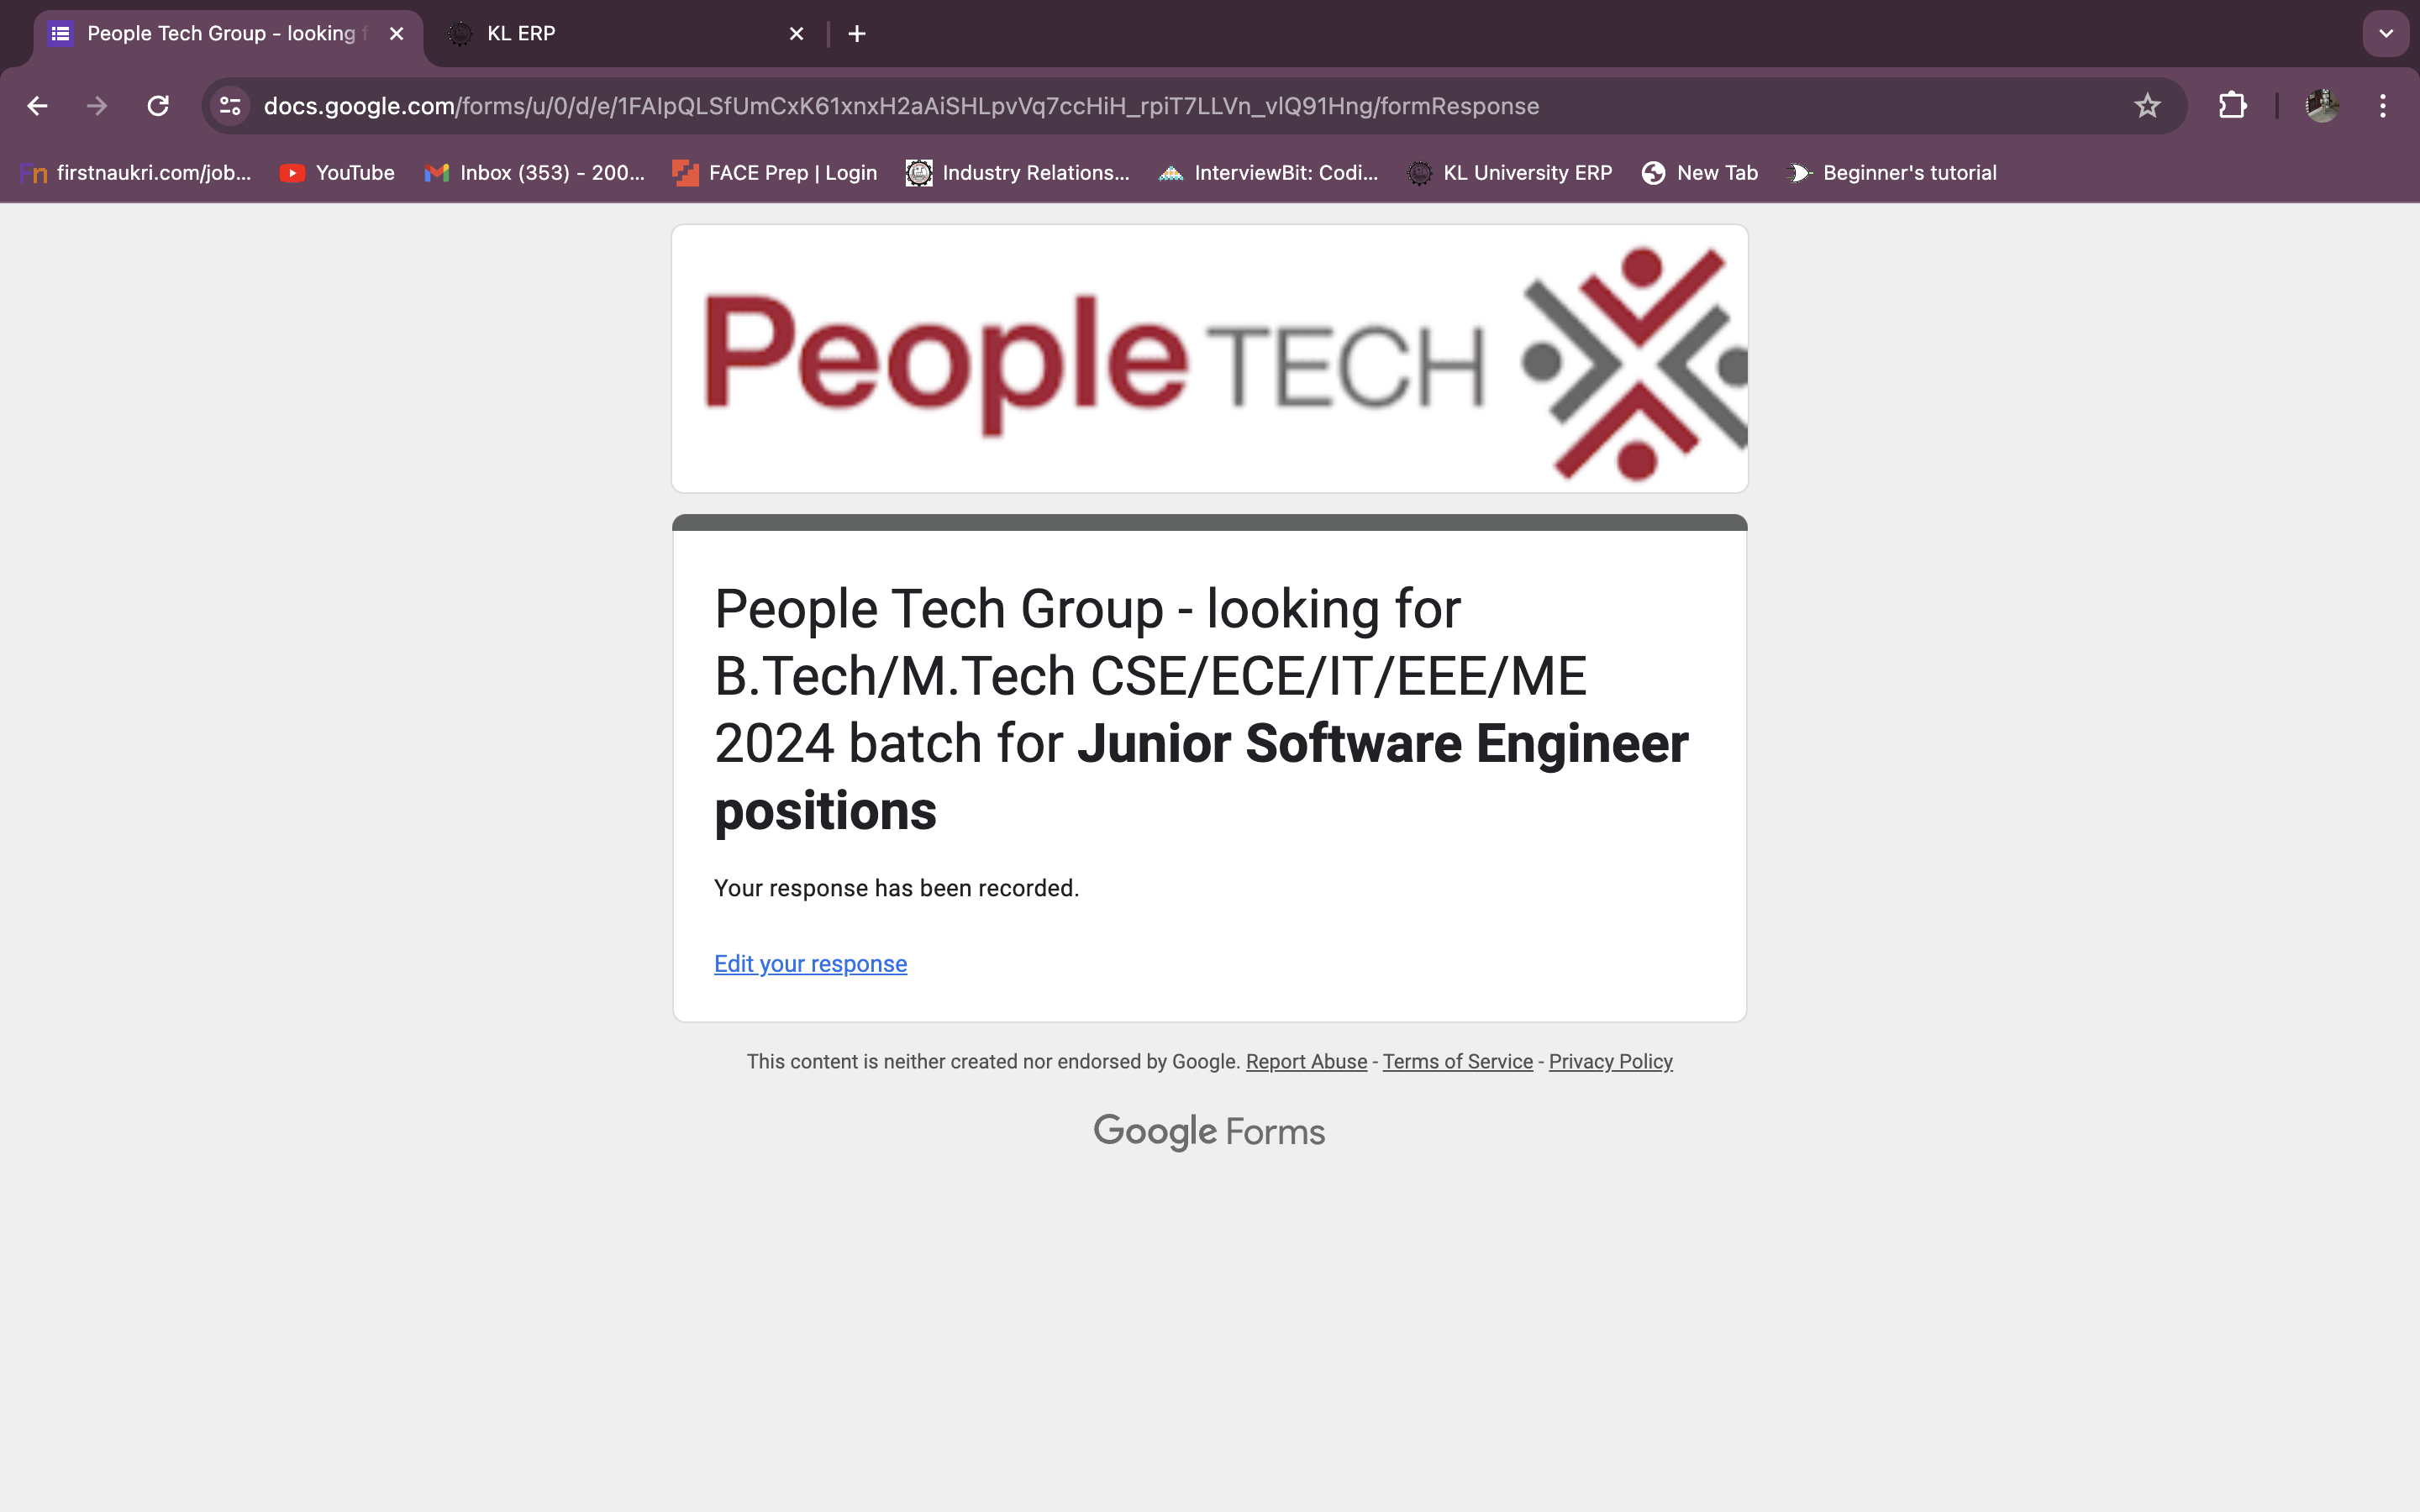 People Tech Group - looking f
KL ERP
docs.google.com/forms/u/0/d/e/1FAIpQLSfUmCxK61xnxH2aAiSHLpvVq7ccHiH_rpiT7LLVn_vlQ91Hng/formResponse
firstnaukri.com/job...
YouTube
Inbox (353) - 200...
FACE Prep | Login
Industry Relations...
InterviewBit: Codi...
KL University ERP
New Tab
Beginner's tutorial
People TECH
People Tech Group - looking for
B.Tech/M.Tech CSE/ECE/IT/EEE/ME
2024 batch for Junior Software Engineer
positions
Your response has been recorded.
Edit your response
This content is neither created nor endorsed by Google. Report Abuse - Terms of Service - Privacy Policy
Google Forms